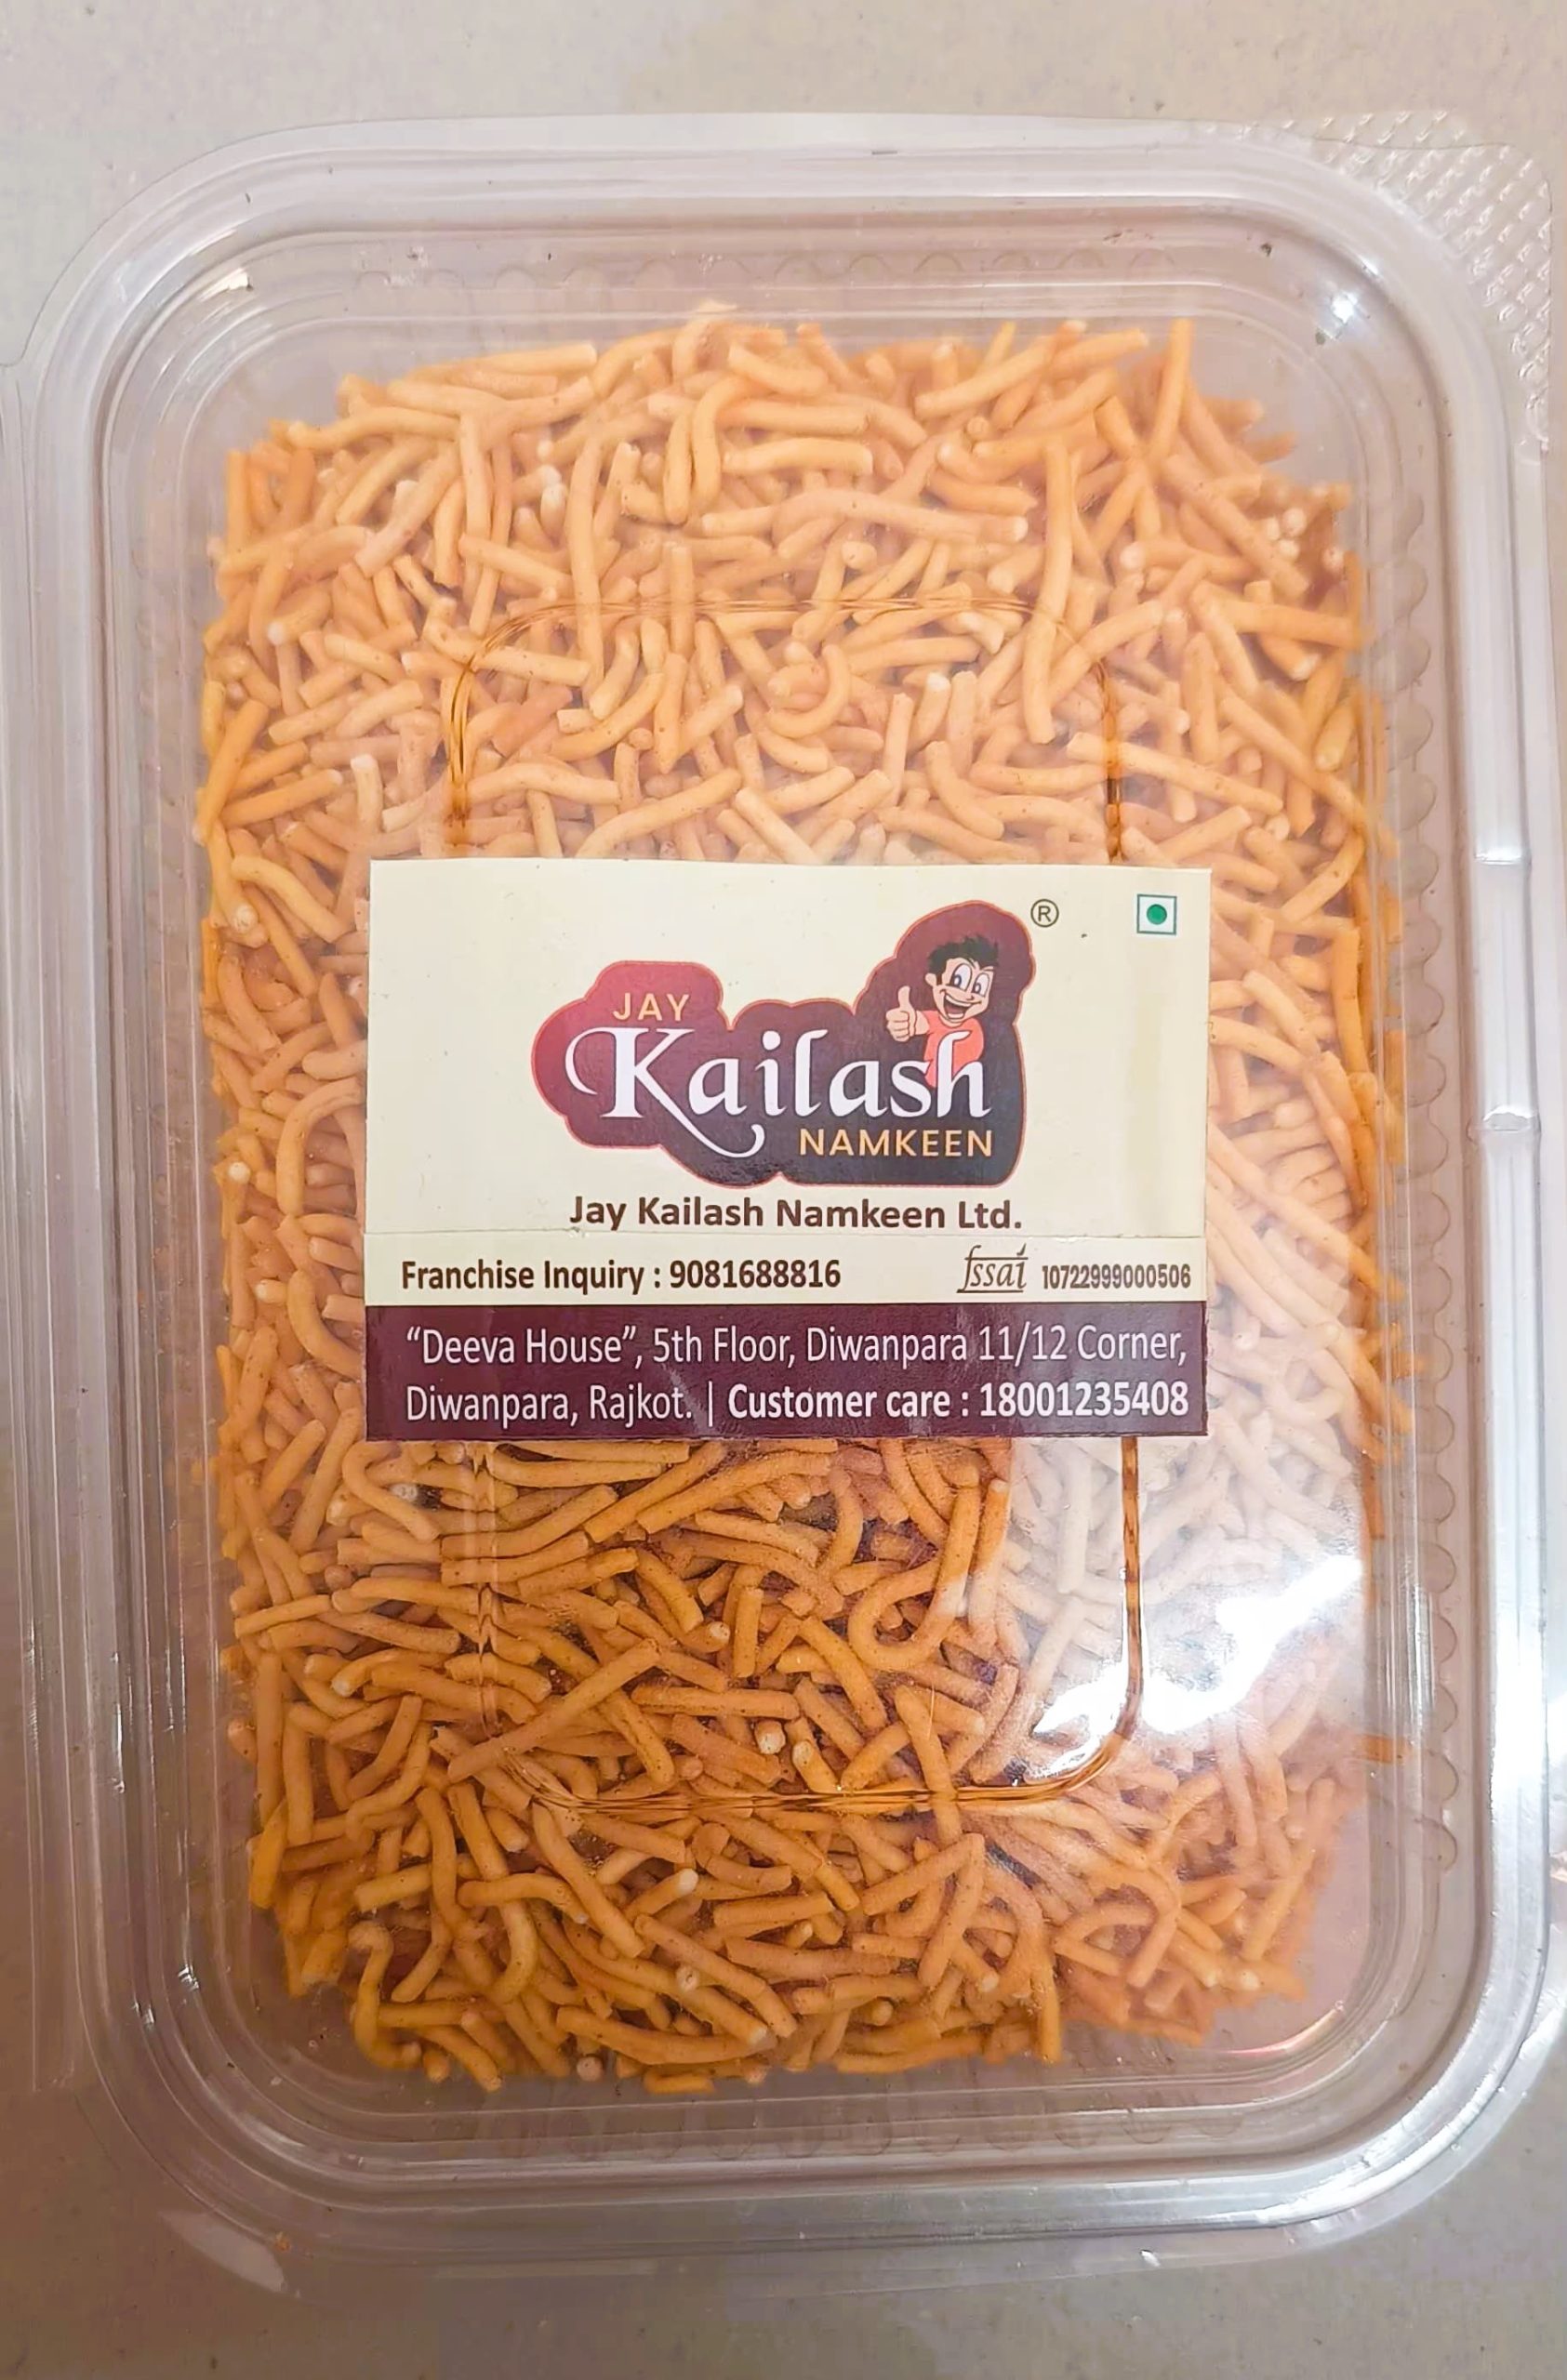 JAY
Kailash
NAMKEEN
®
Jay Kailash Namkeen Ltd.
Franchise Inquiry : 9081688816 fssai 10722999000506
“Deeva House”, 5th Floor, Diwanpara 11/12 Corner,
Diwanpara, Rajkot. | Customer care : 18001235408